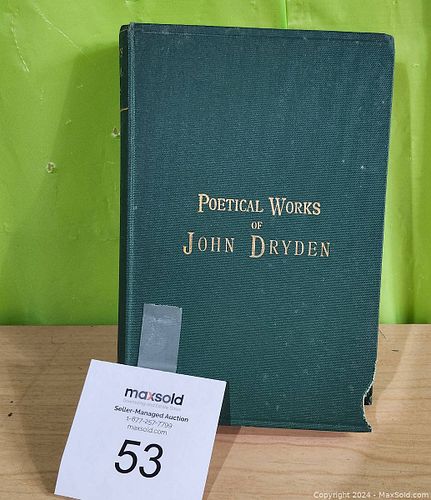 POETICAL WORKS
OF
JOHN DRYDEN
maxsold
Seller-Managed Auction
1-877-257-7799
maxsold.com
53
Copyright 2024 - MaxSold.com